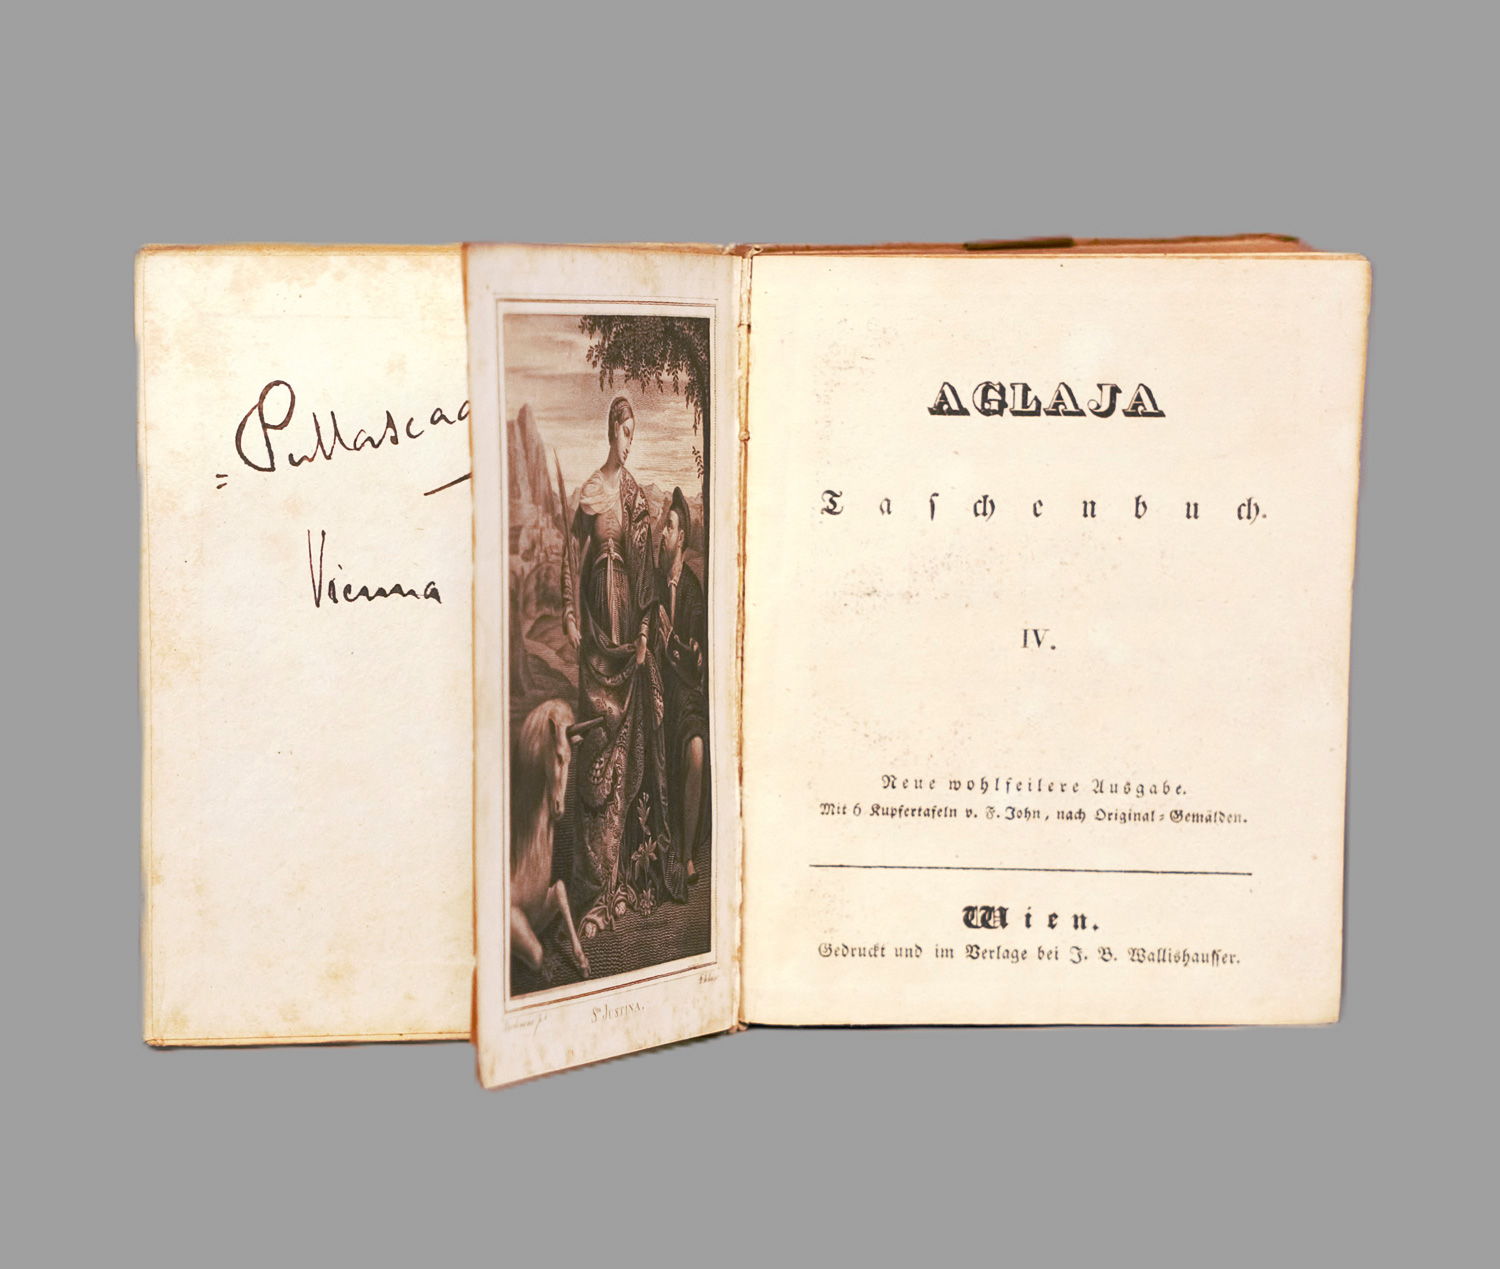 Vienna
Sta JUSTINA.
AGLAJA
Taschenbuch.
IV.
Neue wohlfeilere Ausgabe.
Mit 6 Kupfertafeln v. F. John, nach Original-Gemälden.
Wien.
Gedruckt und im Verlage bei J. B. Wallishausser.